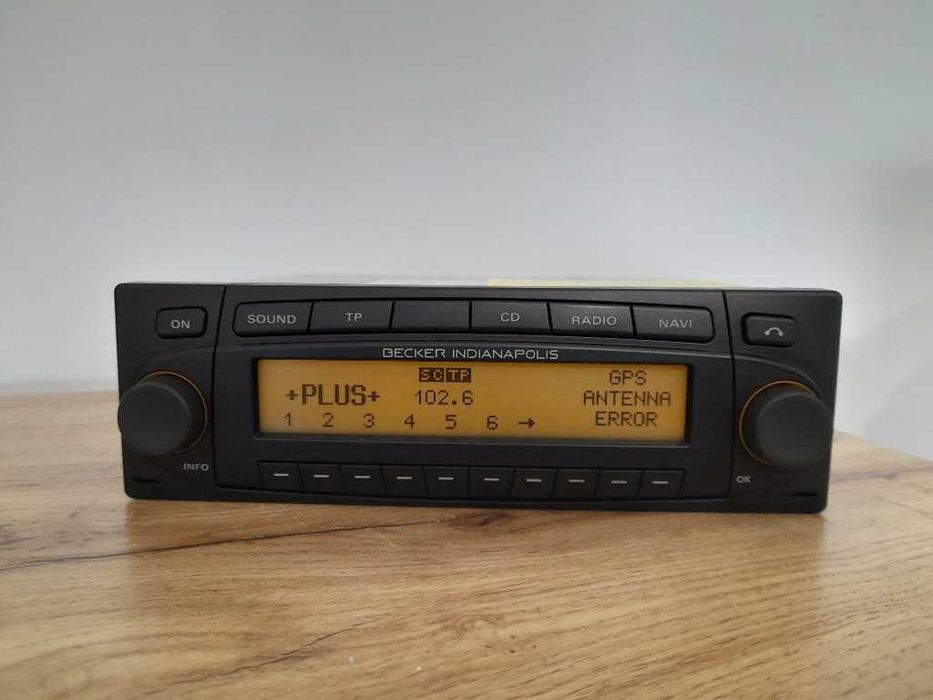 ON
SOUND TP CD RADIO NAVI
BECKER INDIANAPOLIS
SC TP GPS
+PLUS+ 102.6 ANTENNA
1 2 3 4 5 6 → ERROR
INFO
OK